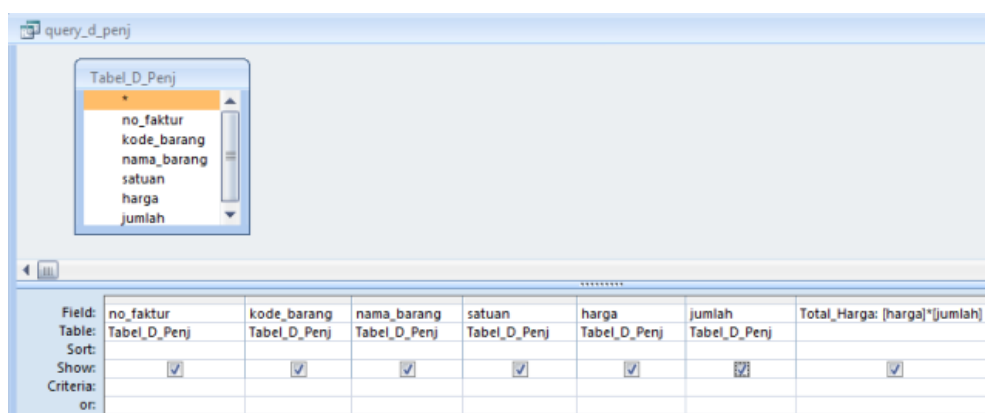 query_d_penj
Tabel_D_Penj
*
no_faktur
kode_barang
nama_barang
satuan
harga
jumlah
Field: no_faktur kode_barang nama_barang satuan harga jumlah Total_Harga: [harga]*[jumlah]
Table: Tabel_D_Penj Tabel_D_Penj Tabel_D_Penj Tabel_D_Penj Tabel_D_Penj Tabel_D_Penj
Sort:
Show:
Criteria:
or: